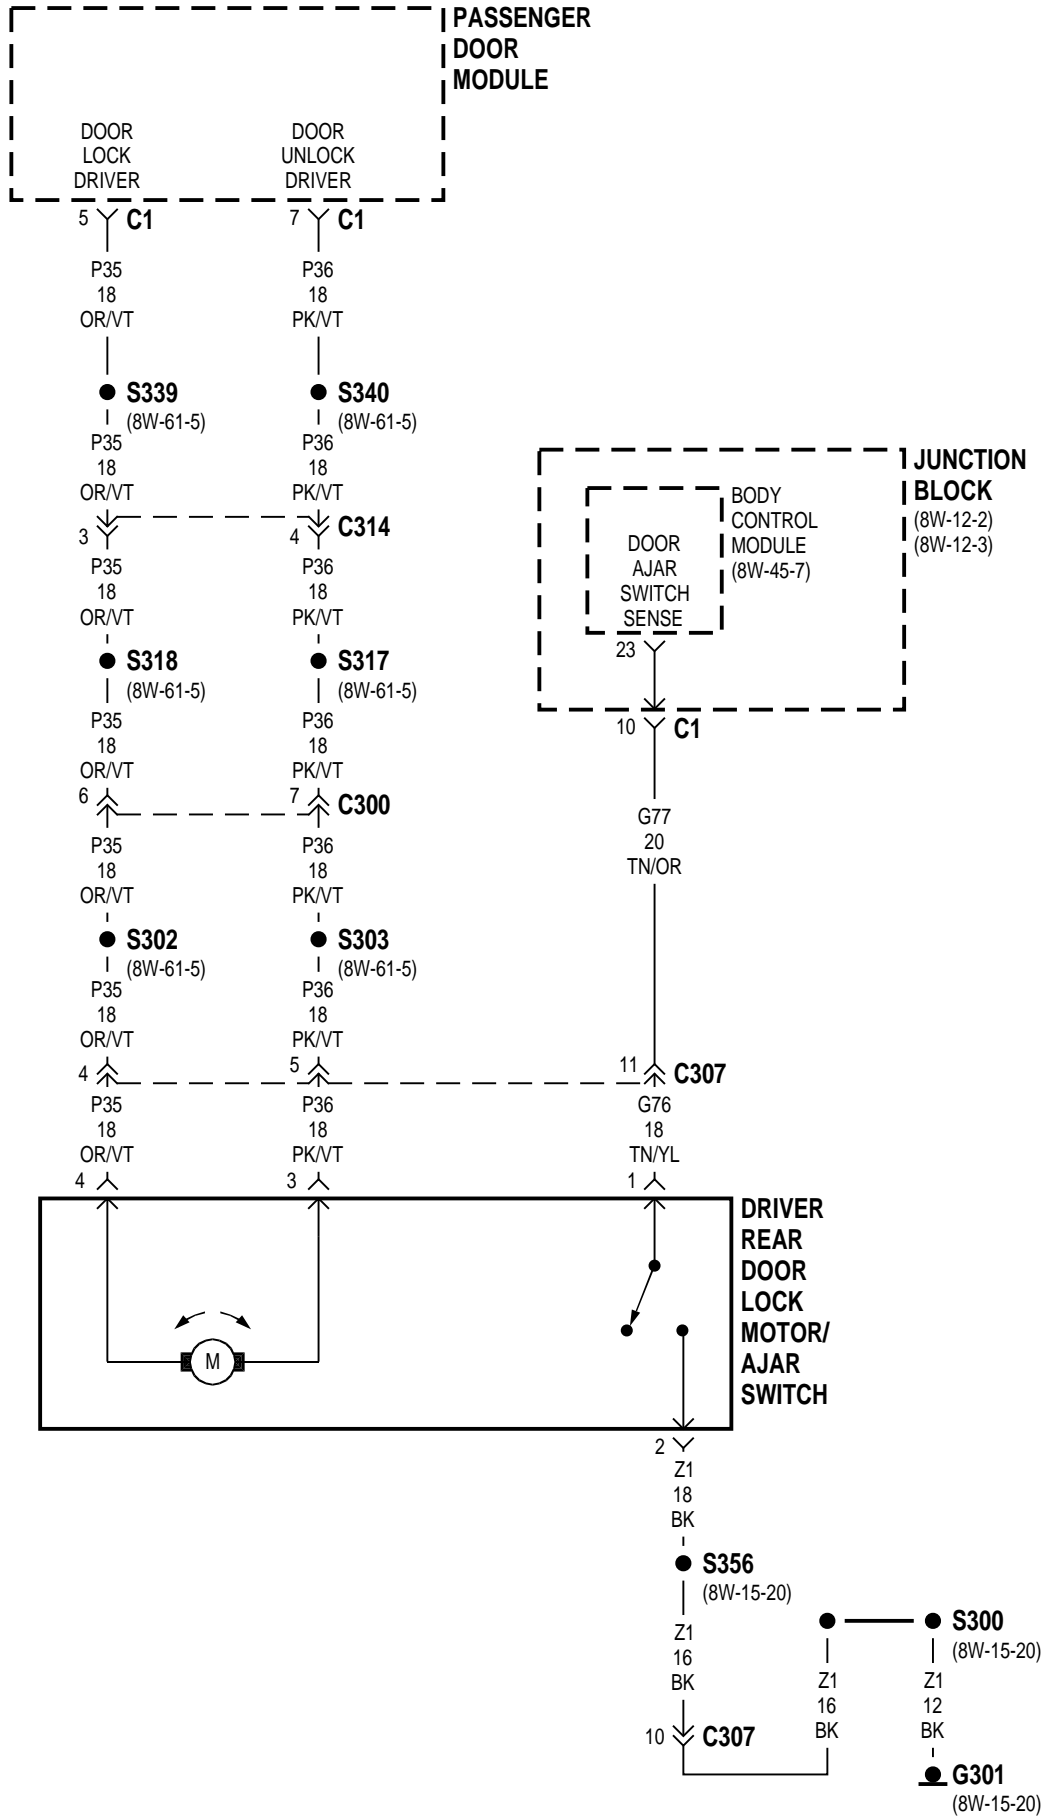 PASSENGER
DOOR
MODULE
DOOR
LOCK
DRIVER
DOOR
UNLOCK
DRIVER
5 C1
7 C1
P35
18
OR/VT
P36
18
PK/VT
S339
(8W-61-5)
S340
(8W-61-5)
P35
18
OR/VT
P36
18
PK/VT
3
4 C314
P35
18
OR/VT
P36
18
PK/VT
S318
(8W-61-5)
S317
(8W-61-5)
P35
18
OR/VT
P36
18
PK/VT
6
7 C300
P35
18
OR/VT
P36
18
PK/VT
S302
(8W-61-5)
S303
(8W-61-5)
P35
18
OR/VT
P36
18
PK/VT
JUNCTION
BLOCK
(8W-12-2)
(8W-12-3)
BODY
CONTROL
MODULE
(8W-45-7)
DOOR
AJAR
SWITCH
SENSE
23
10 C1
G77
20
TN/OR
4
5
11 C307
P35
18
OR/VT
P36
18
PK/VT
G76
18
TN/YL
4
3
1
DRIVER
REAR
DOOR
LOCK
MOTOR/
AJAR
SWITCH
M
2
Z1
18
BK
S356
(8W-15-20)
Z1
16
BK
10 C307
S300
(8W-15-20)
Z1
16
BK
Z1
12
BK
G301
(8W-15-20)